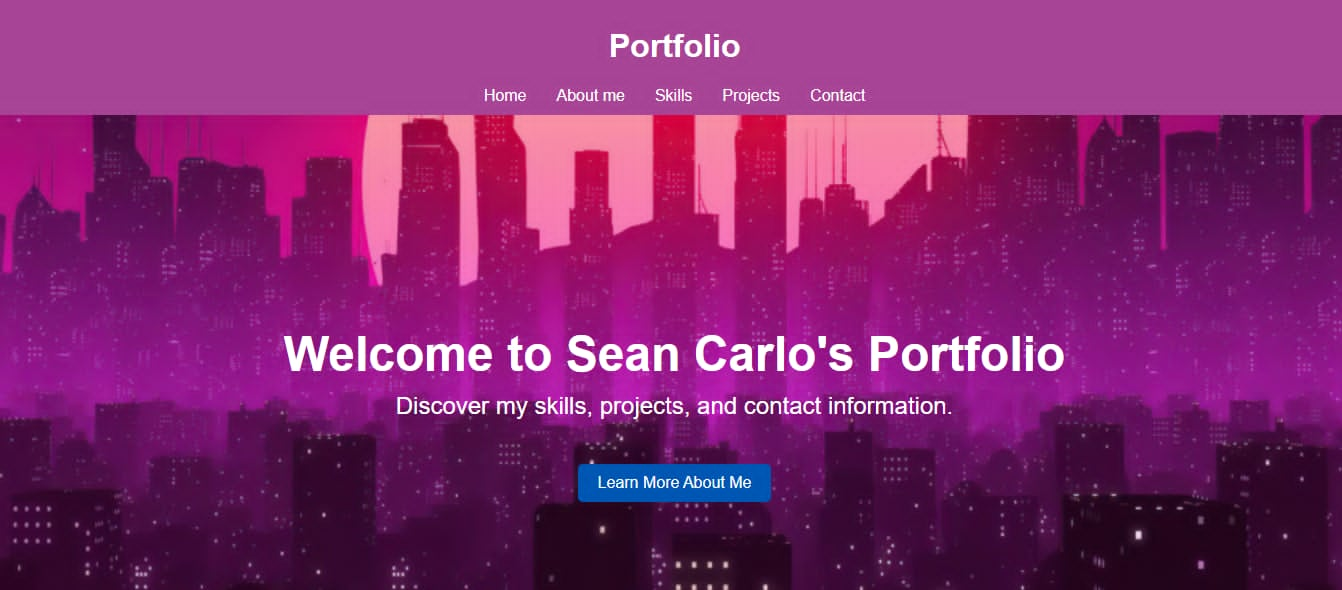 Portfolio
Home About me Skills Projects Contact
Welcome to Sean Carlo's Portfolio
Discover my skills, projects, and contact information.
Learn More About Me